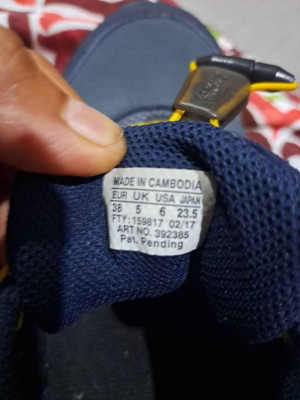 MADE IN CAMBODIA
EUR UK USA JAPAN
38 5 6 23.5
FTY: 159817 02/17
ART NO. 392385
Pat. Pending